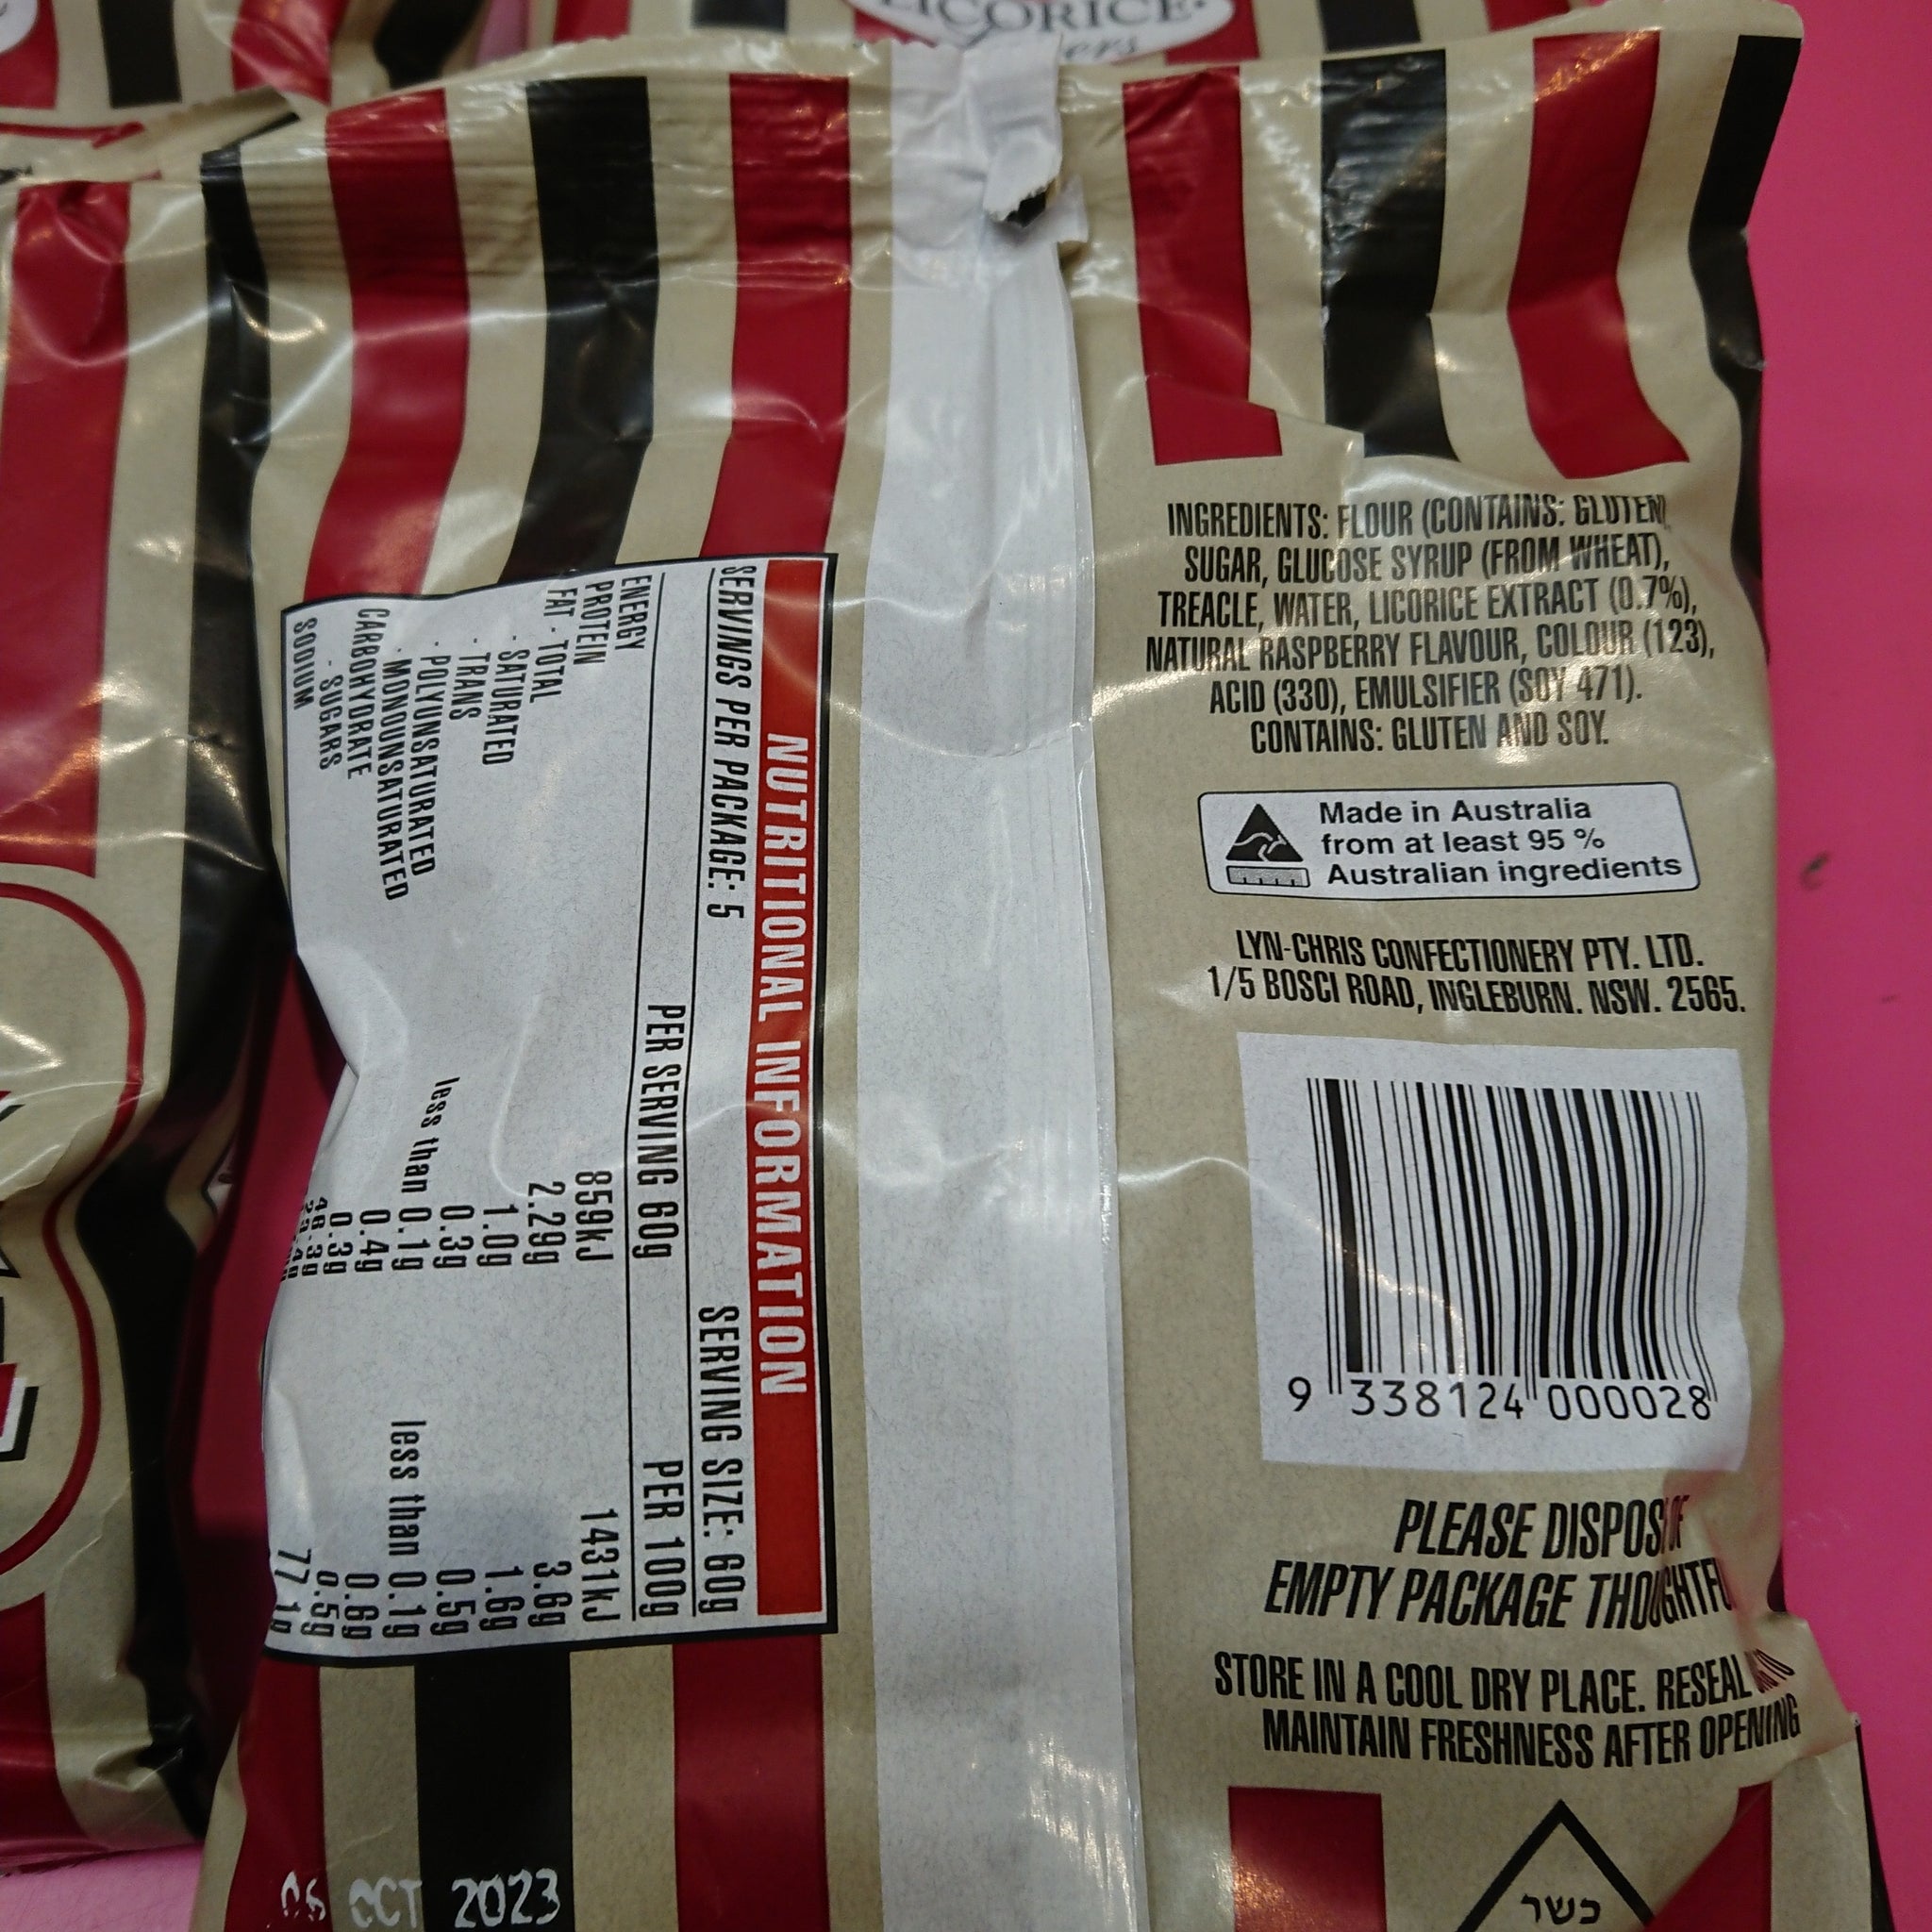 LICORICE
INGREDIENTS: FLOUR (CONTAINS: GLUTEN),
SUGAR, GLUCOSE SYRUP (FROM WHEAT),
TREACLE, WATER, LICORICE EXTRACT (0.7%),
NATURAL RASPBERRY FLAVOUR, COLOUR (123),
ACID (330), EMULSIFIER (SOY 471).
CONTAINS: GLUTEN AND SOY.
Made in Australia
from at least 95 %
Australian ingredients
LYN-CHRIS CONFECTIONERY PTY. LTD.
1/5 BOSCI ROAD, INGLEBURN. NSW. 2565.
9 338124 000028
PLEASE DISPOS OF
EMPTY PACKAGE
STORE IN A COOL DRY PLACE. RESEAL
MAINTAIN FRESHNESS AFTER OPENING
כשר
NUTRITIONAL INFORMATION
SERVINGS PER PACKAGE: 5 SERVING SIZE: 60g
PER SERVING 60g PER 100g
ENERGY 859kJ 1431kJ
PROTEIN 2.29g 3.6g
FAT - TOTAL 1.0g 1.6g
- SATURATED 0.3g 0.5g
- TRANS less than 0.1g less than 0.1g
- POLYUNSATURATED 0.4g 0.6g
- MONOUNSATURATED 0.3g 0.5g
CARBOHYDRATE 46.3g 77.1g
- SUGARS
SODIUM
06 OCT 2023